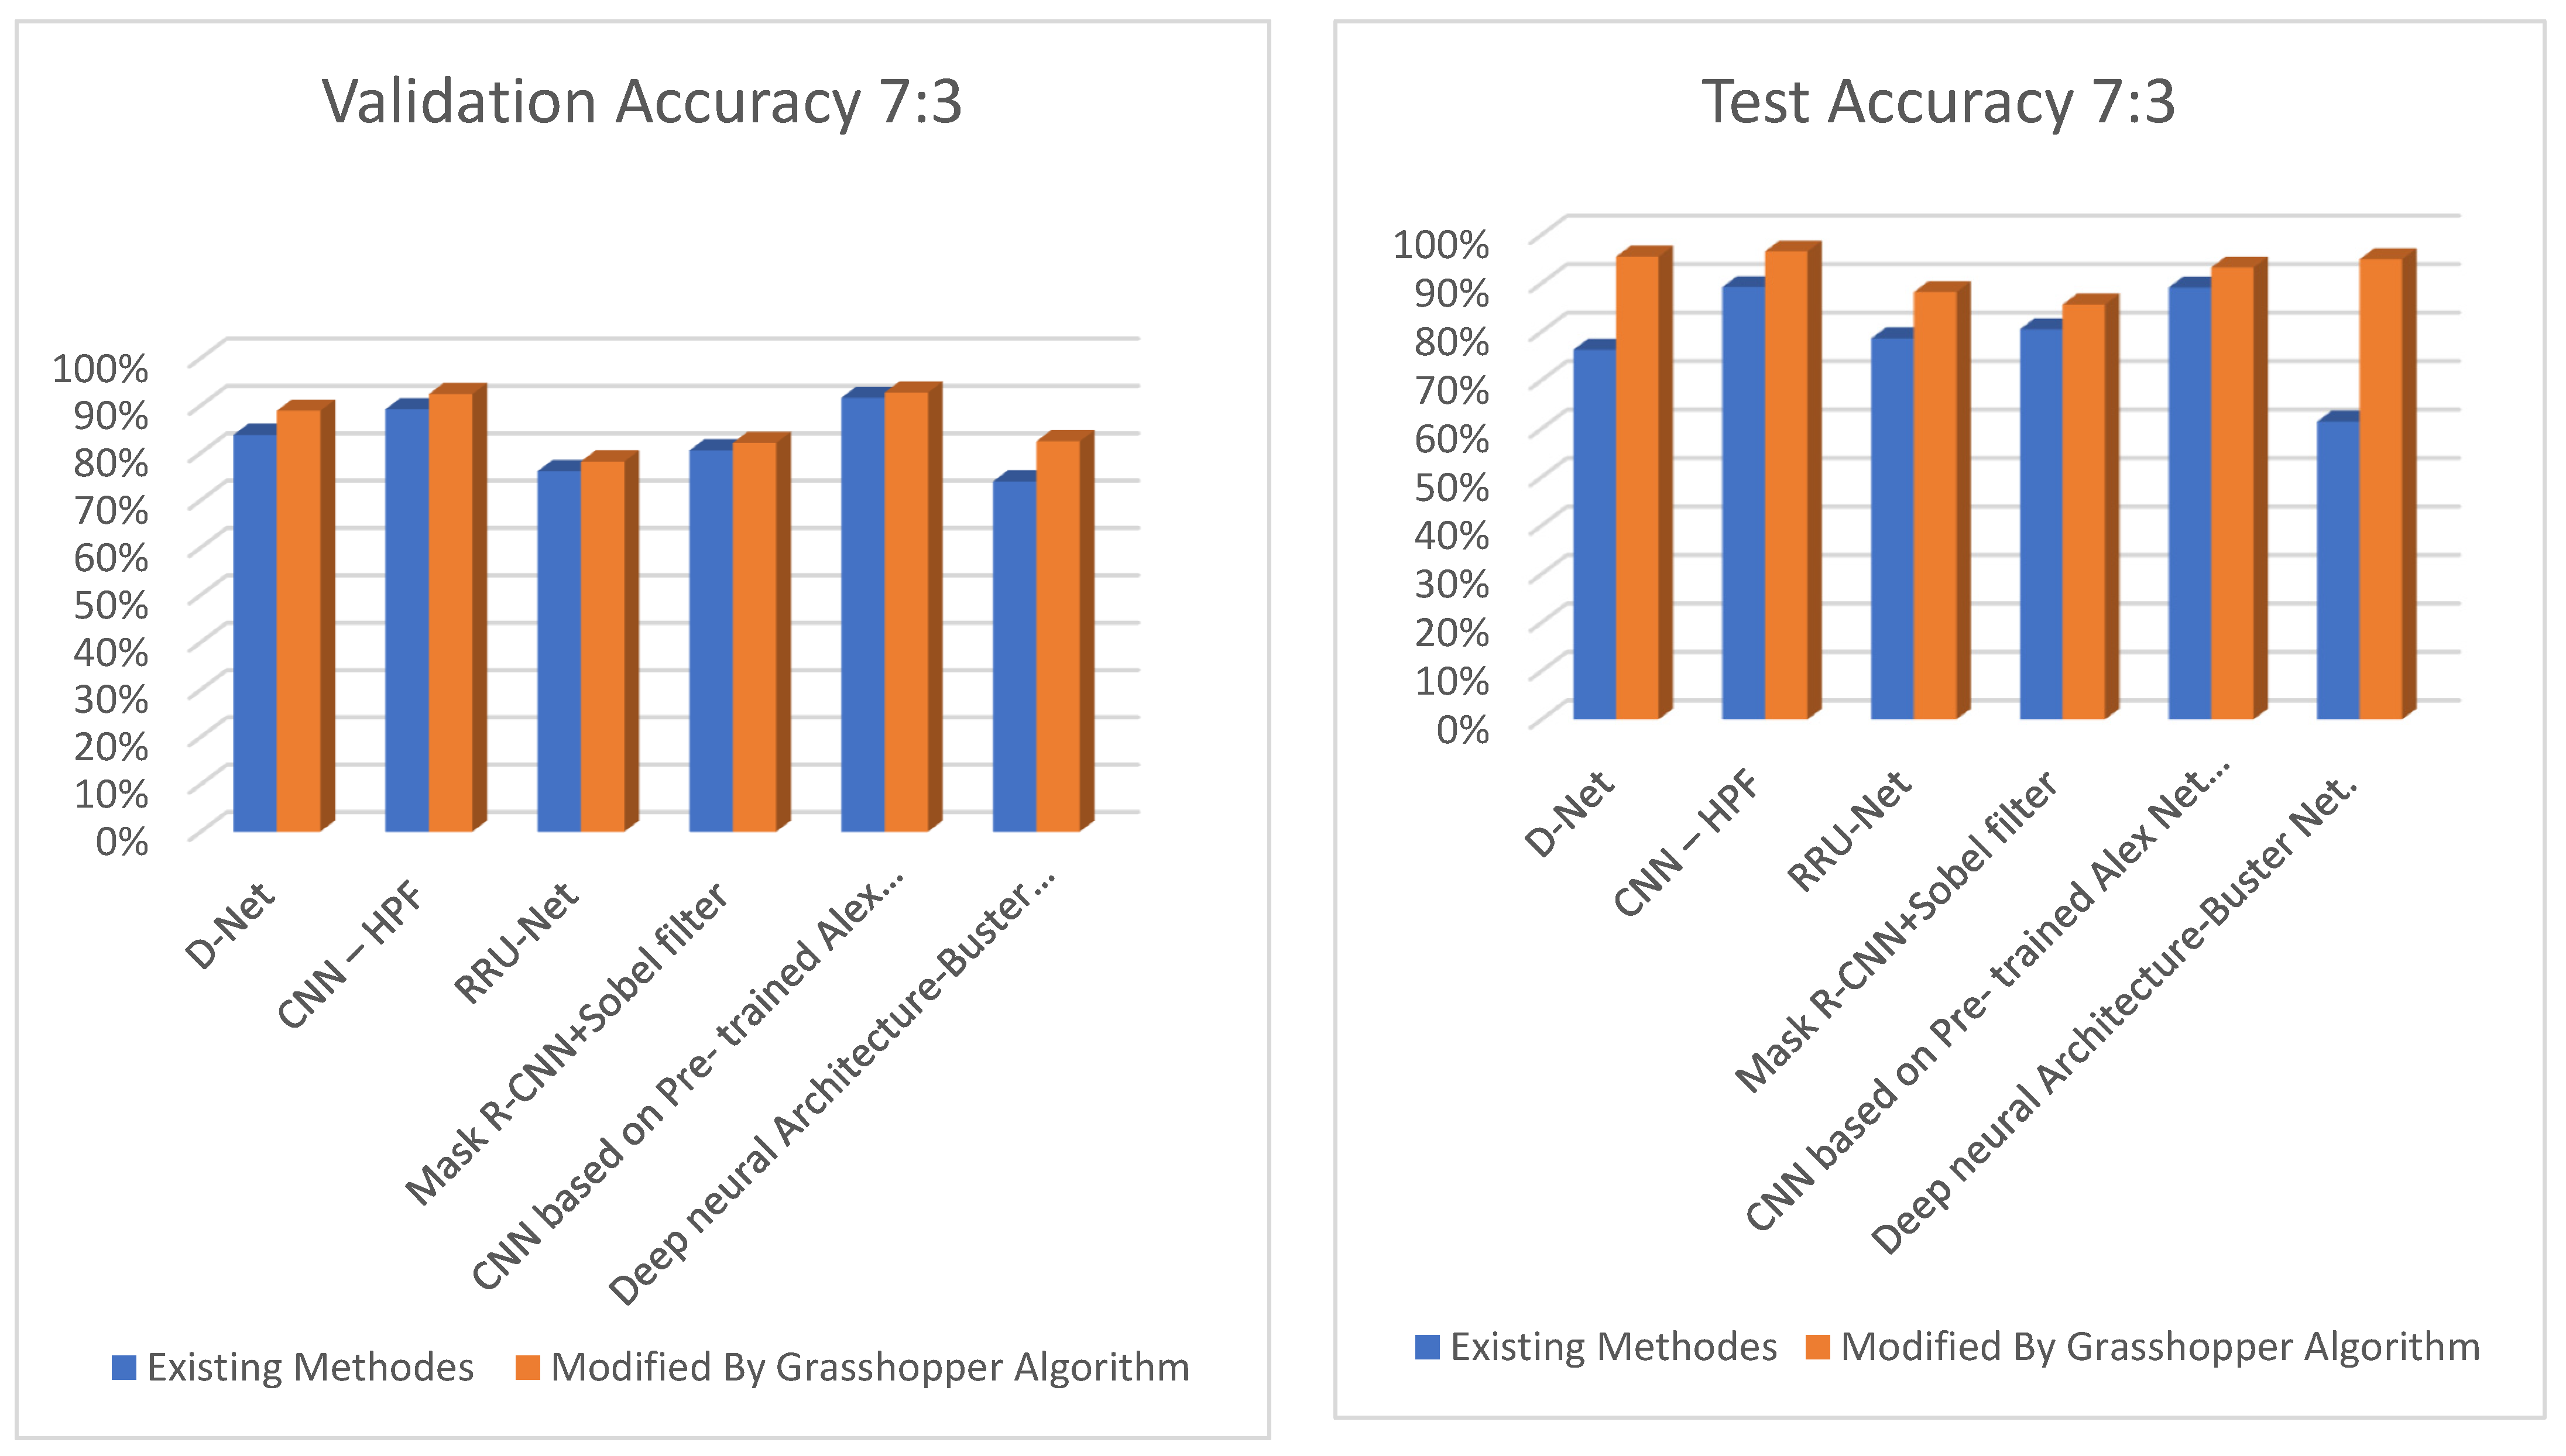 Validation Accuracy 7:3
100%
90%
80%
70%
60%
50%
40%
30%
20%
10%
0%
D-Net
CNN – HPF
RRU-Net
Mask R-CNN+Sobel filter
CNN based on Pre- trained Alex...
Deep neural Architecture-Buster...
Existing Methodes
Modified By Grasshopper Algorithm
Test Accuracy 7:3
100%
90%
80%
70%
60%
50%
40%
30%
20%
10%
0%
D-Net
CNN – HPF
RRU-Net
Mask R-CNN+Sobel filter
CNN based on Pre- trained Alex Net...
Deep neural Architecture-Buster Net.
Existing Methodes
Modified By Grasshopper Algorithm